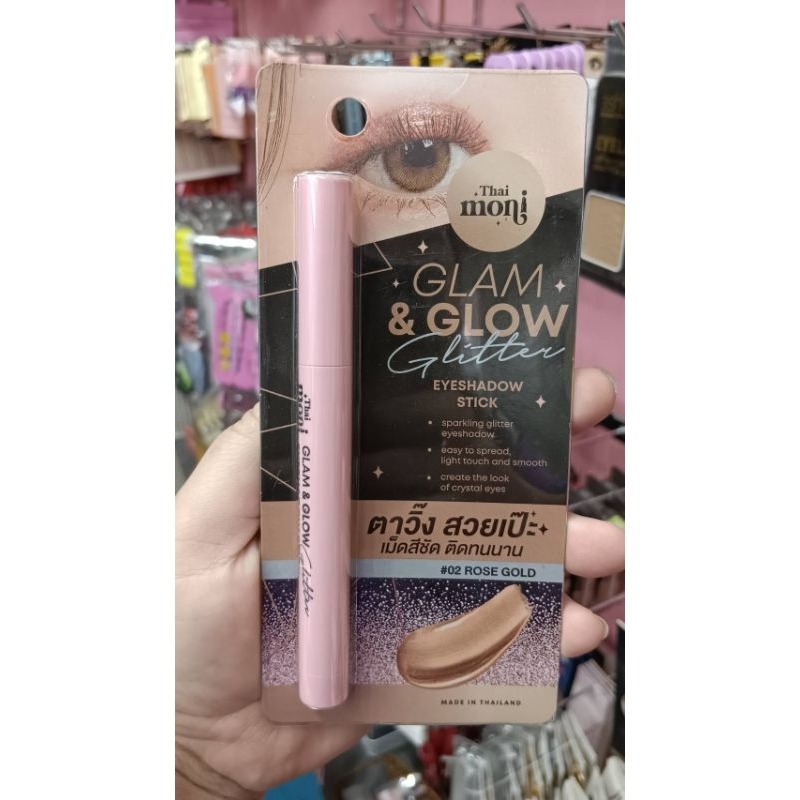 Thai
moni
GLAM
& GLOW
Glitter
EYESHADOW
STICK
• sparkling glitter
eyeshadow.
• easy to spread,
light touch and smooth
• create the look
of crystal eyes
ตาวิ๊ง สวยเป๊ะ
เม็ดสีชัด ติดทนนาน
#02 ROSE GOLD
MADE IN THAILAND
Thai
moni
GLAM & GLOW
Glitter